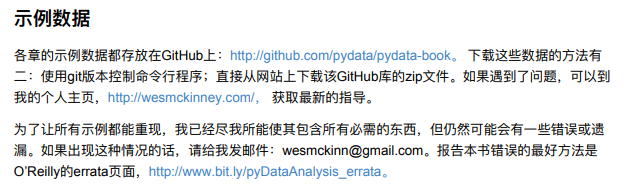 示例数据
各章的示例数据都存放在GitHub上：http://github.com/pydata/pydata-book。 下载这些数据的方法有
二：使用git版本控制命令行程序；直接从网站上下载该GitHub库的zip文件。如果遇到了问题，可以到
我的个人主页，http://wesmckinney.com/， 获取最新的指导。
为了让所有示例都能重现，我已经尽我所能使其包含所有必需的东西，但仍然可能会有一些错误或遗
漏。如果出现这种情况的话，请给我发邮件：wesmckinn@gmail.com。报告本书错误的最好方法是
O’Reilly的errata页面，http://www.bit.ly/pyDataAnalysis_errata。